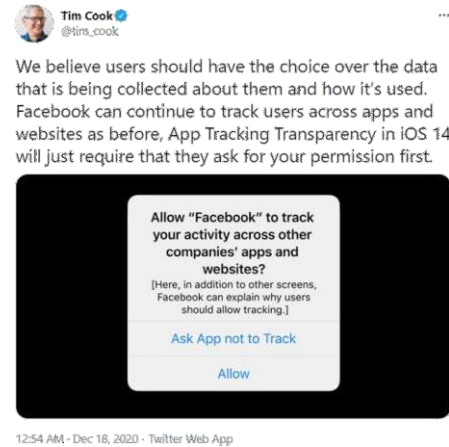 Tim Cook
@tim_cook
We believe users should have the choice over the data
that is being collected about them and how it's used.
Facebook can continue to track users across apps and
websites as before, App Tracking Transparency in iOS 14
will just require that they ask for your permission first.
Allow “Facebook” to track
your activity across other
companies’ apps and
websites?
[Here, in addition to other screens,
Facebook can explain why users
should allow tracking.]
Ask App not to Track
Allow
12:54 AM - Dec 18, 2020 - Twitter Web App